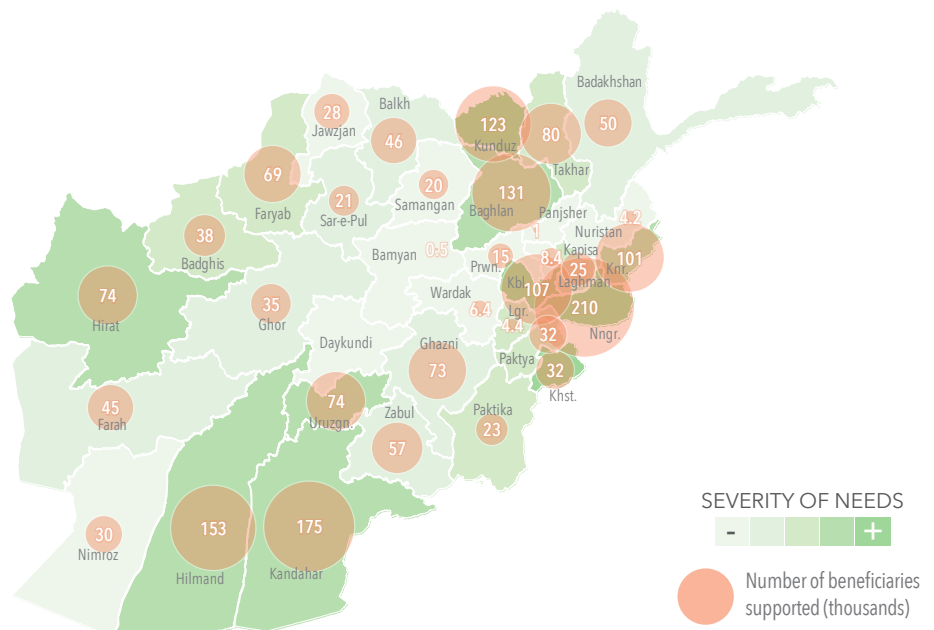 Badakhshan
Balkh
28
Jawzjan
46
123
Kunduz
80
50
Takhar
69
Faryab
21
Sar-e-Pul
20
Samangan
131
Baghlan
Panjsher
1
4.2
Nuristan
38
Badghis
Bamyan
0.5
15
Prwn.
8.4
Kapisa
25
Laghman
101
Knr.
74
Hirat
35
Ghor
Wardak
6.4
Kbl.
107
Lgr.
4.4
210
Nngr.
32
Daykundi
Ghazni
73
Paktya
32
Khst.
45
Farah
74
Uruzgn.
Zabul
57
Paktika
23
30
Nimroz
153
Hilmand
175
Kandahar
SEVERITY OF NEEDS
- +
Number of beneficiaries
supported (thousands)